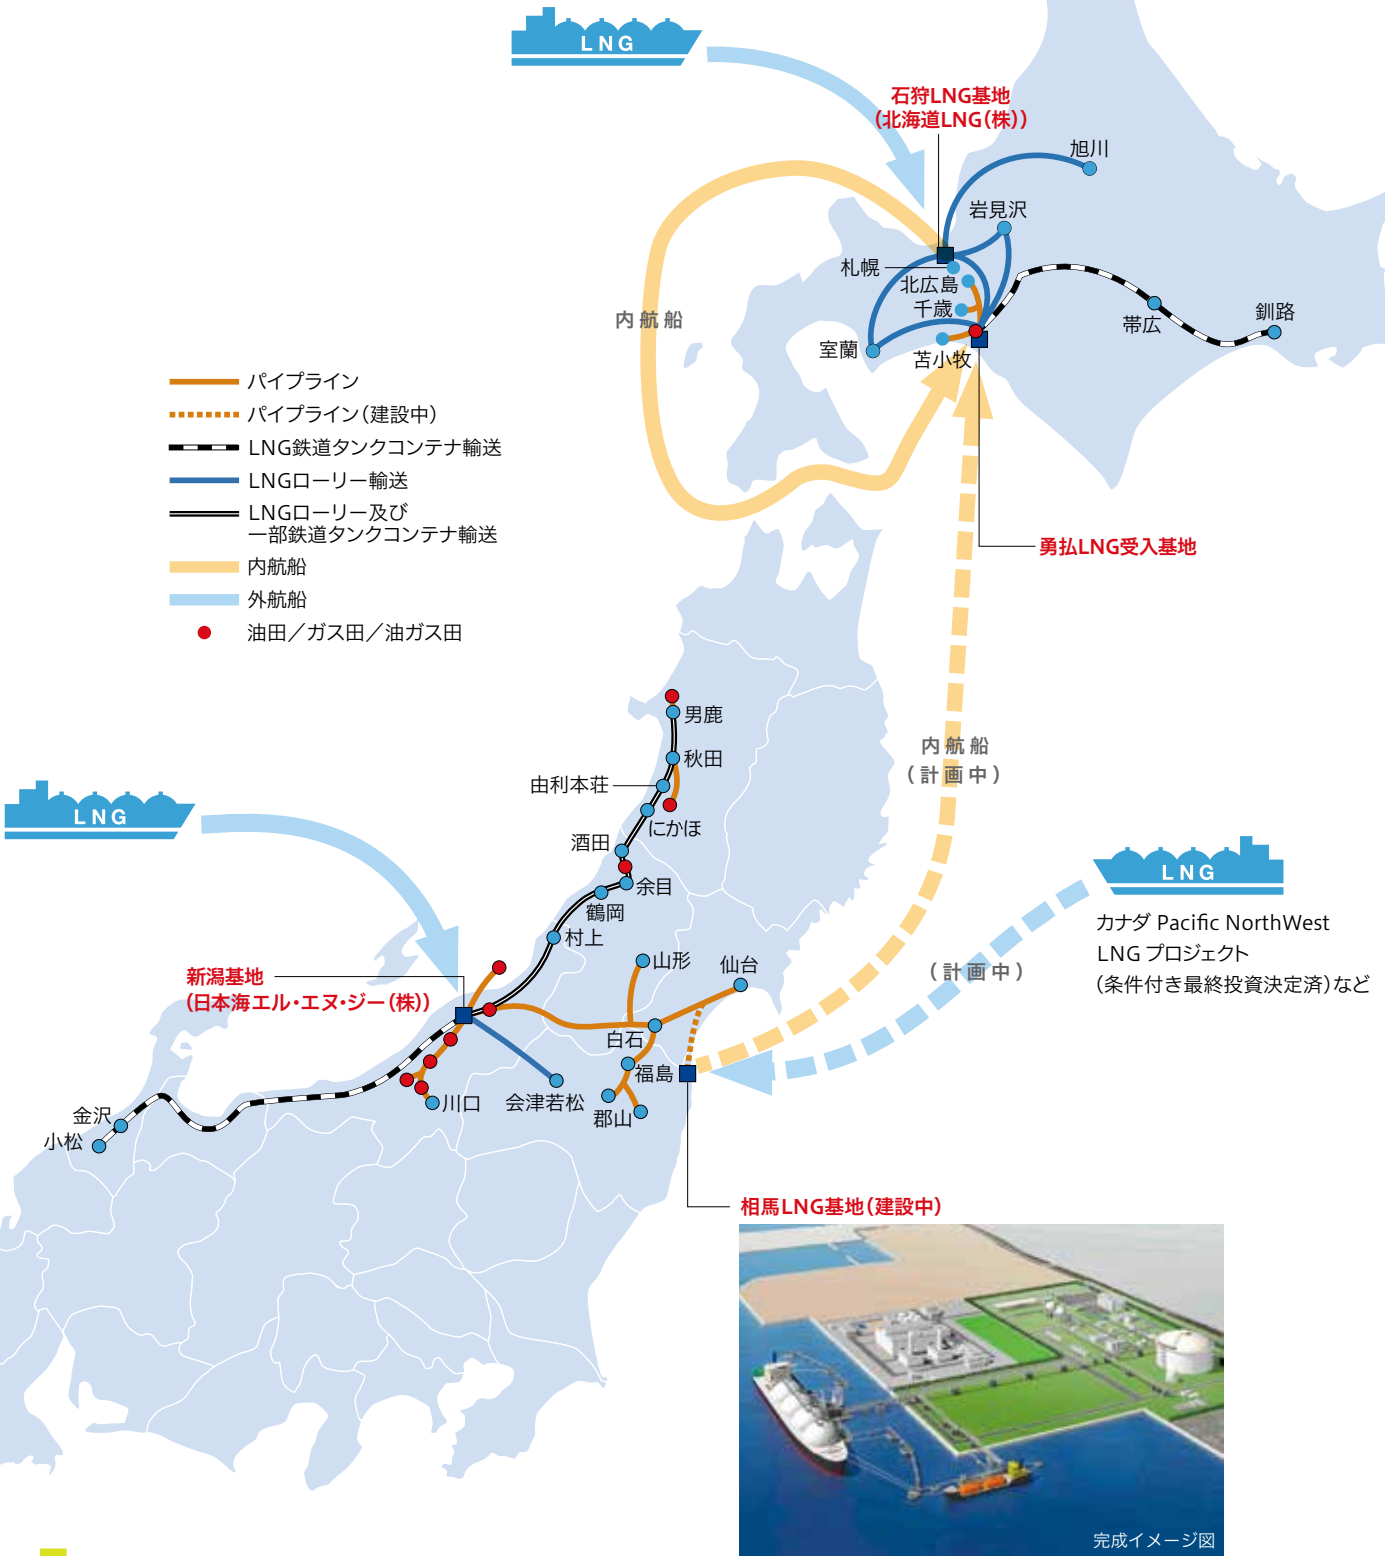 LNG
石狩LNG基地
(北海道LNG(株))
旭川
岩見沢
札幌
北広島
千歳
帯広
釧路
室蘭
苫小牧
内航船
パイプライン
パイプライン(建設中)
LNG鉄道タンクコンテナ輸送
LNGローリー輸送
LNGローリー及び
一部鉄道タンクコンテナ輸送
内航船
外航船
油田/ガス田/油ガス田
勇払LNG受入基地
男鹿
秋田
由利本荘
にかほ
酒田
余目
鶴岡
村上
内航船
(計画中)
LNG
LNG
カナダ Pacific NorthWest
LNG プロジェクト
(条件付き最終投資決定済)など
(計画中)
山形
仙台
新潟基地
(日本海エル・エヌ・ジー(株))
白石
福島
川口
会津若松
郡山
金沢
小松
相馬LNG基地(建設中)
完成イメージ図